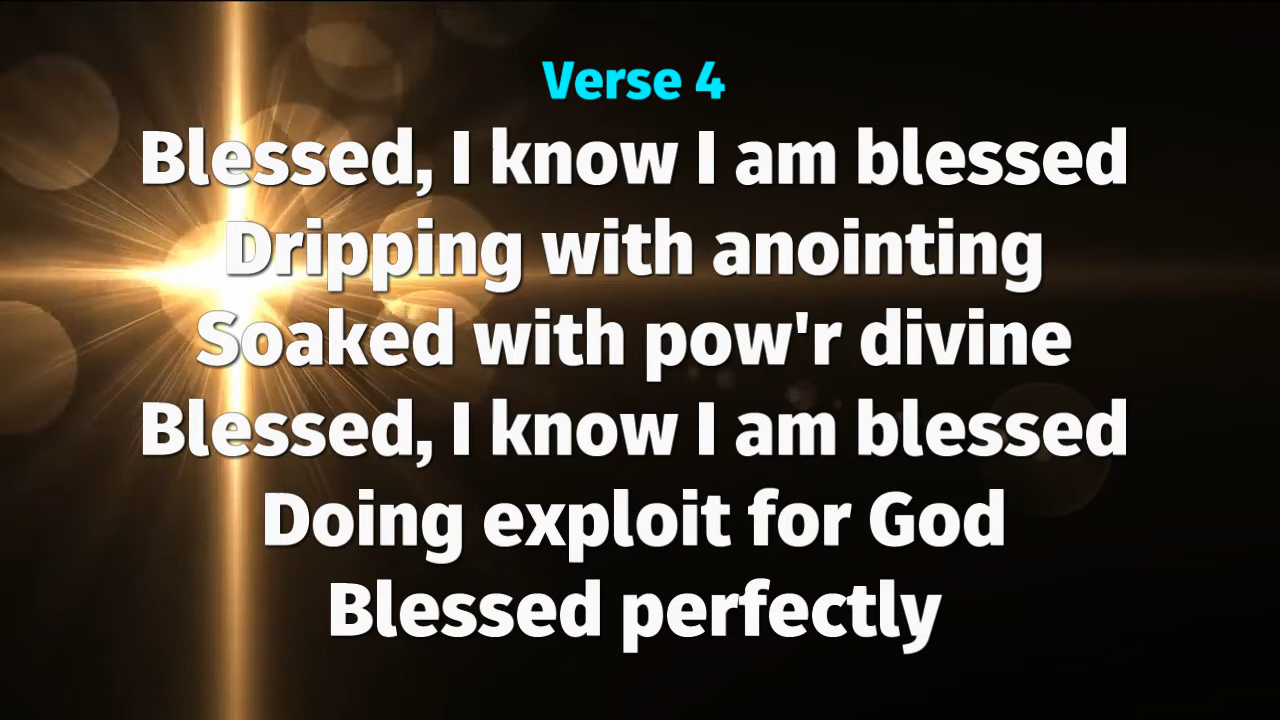 Verse 4
Blessed, I know I am blessed
Dripping with anointing
Soaked with pow'r divine
Blessed, I know I am blessed
Doing exploit for God
Blessed perfectly